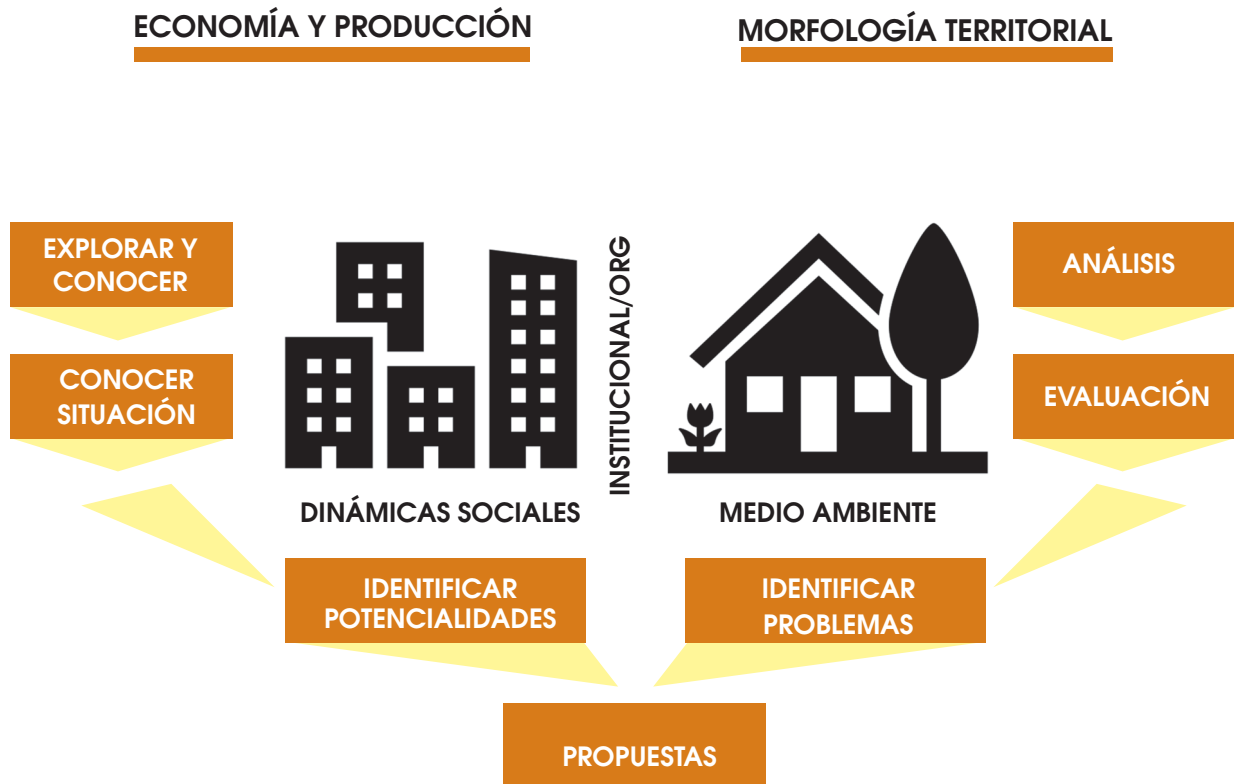 ECONOMÍA Y PRODUCCIÓN
MORFOLOGÍA TERRITORIAL
EXPLORAR Y
CONOCER
CONOCER
SITUACIÓN
INSTITUCIONAL/ORG
ANÁLISIS
EVALUACIÓN
DINÁMICAS SOCIALES
MEDIO AMBIENTE
IDENTIFICAR
POTENCIALIDADES
IDENTIFICAR
PROBLEMAS
PROPUESTAS